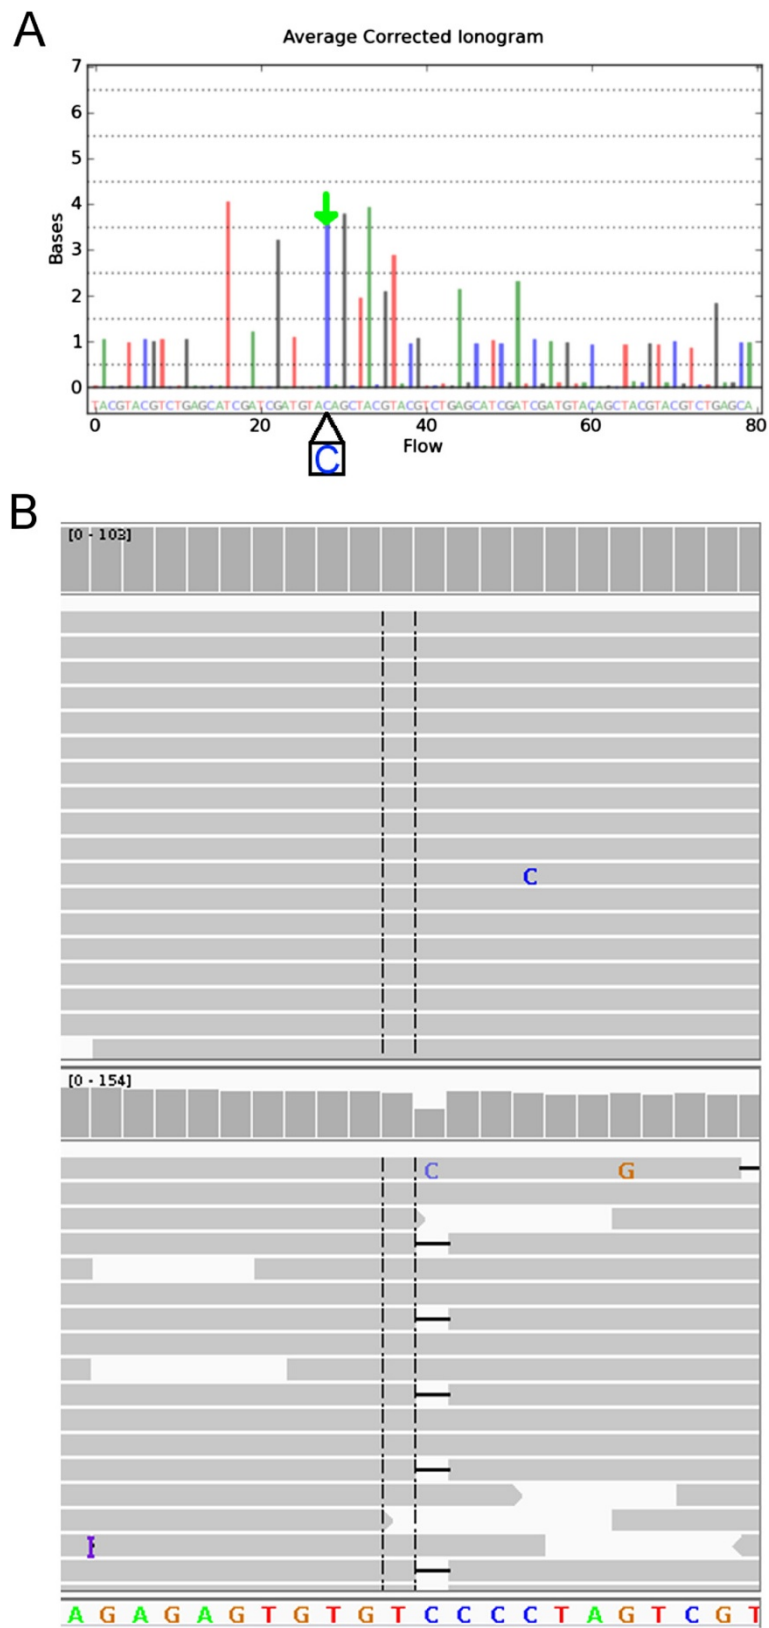 A
Average Corrected Ionogram
7
6
5
4
3
2
1
0
Bases
TACGTACGTCTGAGCATCGATCGATGTACAGCTACGTACGTCTGAGCATCGATCGATGTACAGCTACGTACGTCTGAGCA
0 20 40 60 80
Flow
C
B
[0 - 103]
C
[0 - 154]
C G
I
A G A G A G T G T G T C C C C T A G T C G T